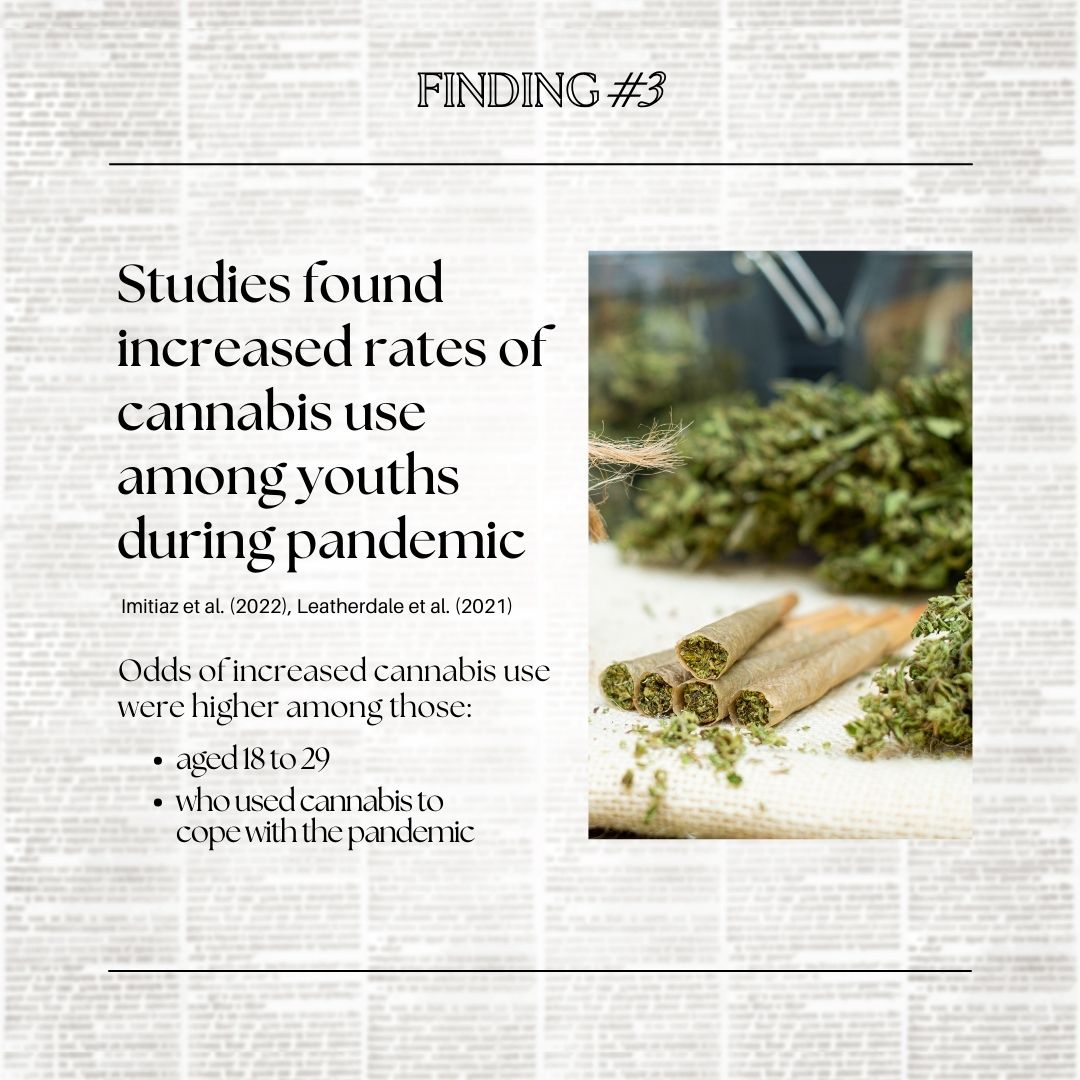 FINDING #3
Studies found
increased rates of
cannabis use
among youths
during pandemic
Imitiaz et al. (2022), Leatherdale et al. (2021)
Odds of increased cannabis use
were higher among those:
• aged 18 to 29
• who used cannabis to
cope with the pandemic